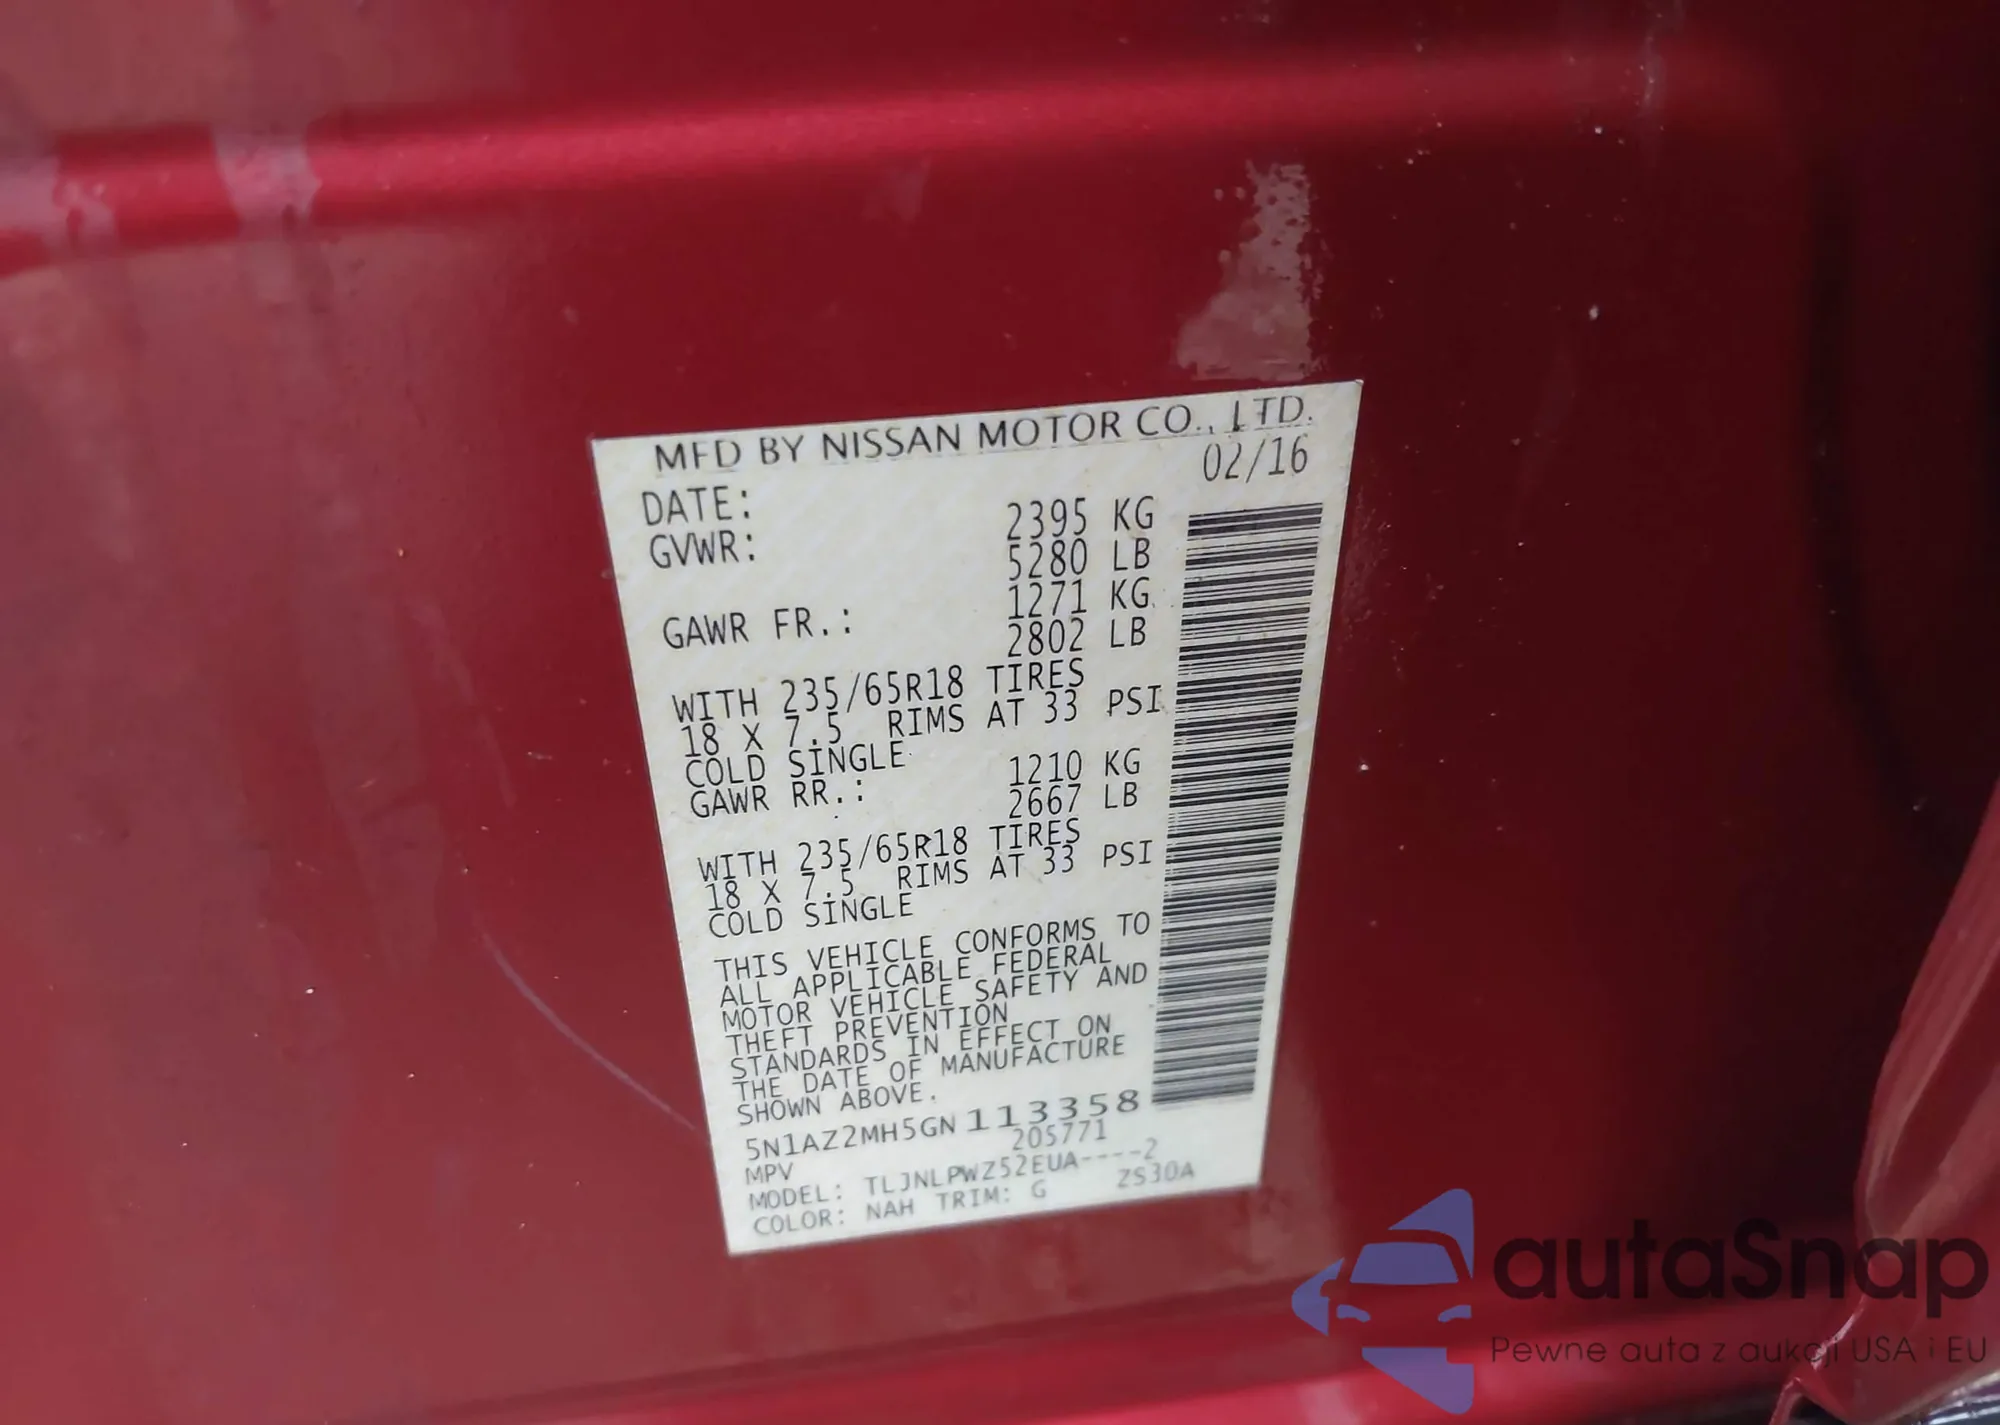 MFD BY NISSAN MOTOR CO., LTD.
DATE: 02/16
GVWR: 2395 KG
5280 LB
GAWR FR.: 1271 KG
2802 LB
WITH 235/65R18 TIRES
18 X 7.5 RIMS AT 33 PSI
COLD SINGLE
GAWR RR.: 1210 KG
2667 LB
WITH 235/65R18 TIRES
18 X 7.5 RIMS AT 33 PSI
COLD SINGLE
THIS VEHICLE CONFORMS TO
ALL APPLICABLE FEDERAL
MOTOR VEHICLE SAFETY AND
THEFT PREVENTION
STANDARDS IN EFFECT ON
THE DATE OF MANUFACTURE
SHOWN ABOVE.
5N1AZ2MH5GN113358
MPV 205771
MODEL: TLJNLPWZ52EUA----2
COLOR: NAH TRIM: G ZS30A
autaSnap
Pewne auta z aukcji USA i EU